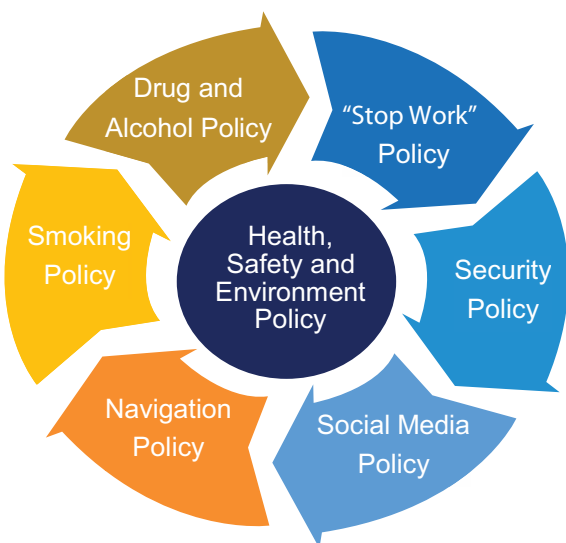 Drug and
Alcohol Policy
“Stop Work”
Policy
Security
Policy
Social Media
Policy
Navigation
Policy
Smoking
Policy
Health,
Safety and
Environment
Policy